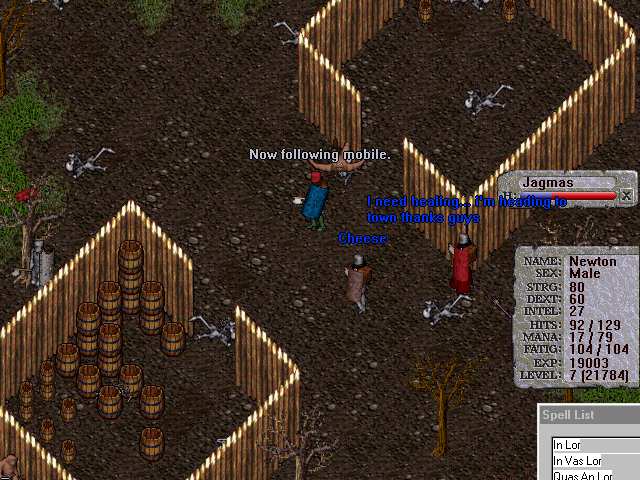 Now following mobile.
Jagmas
I need healing... i'm heading to
town thanks guys
Cheese
NAME: Newton
SEX: Male
STRG: 80
DEXT: 60
INTEL: 27
HITS: 92 / 129
MANA: 17 / 79
FATIG: 104 / 104
EXP: 19003
LEVEL: 7 (21784)
Spell List
In Lor
In Vas Lor
Quas An Lor